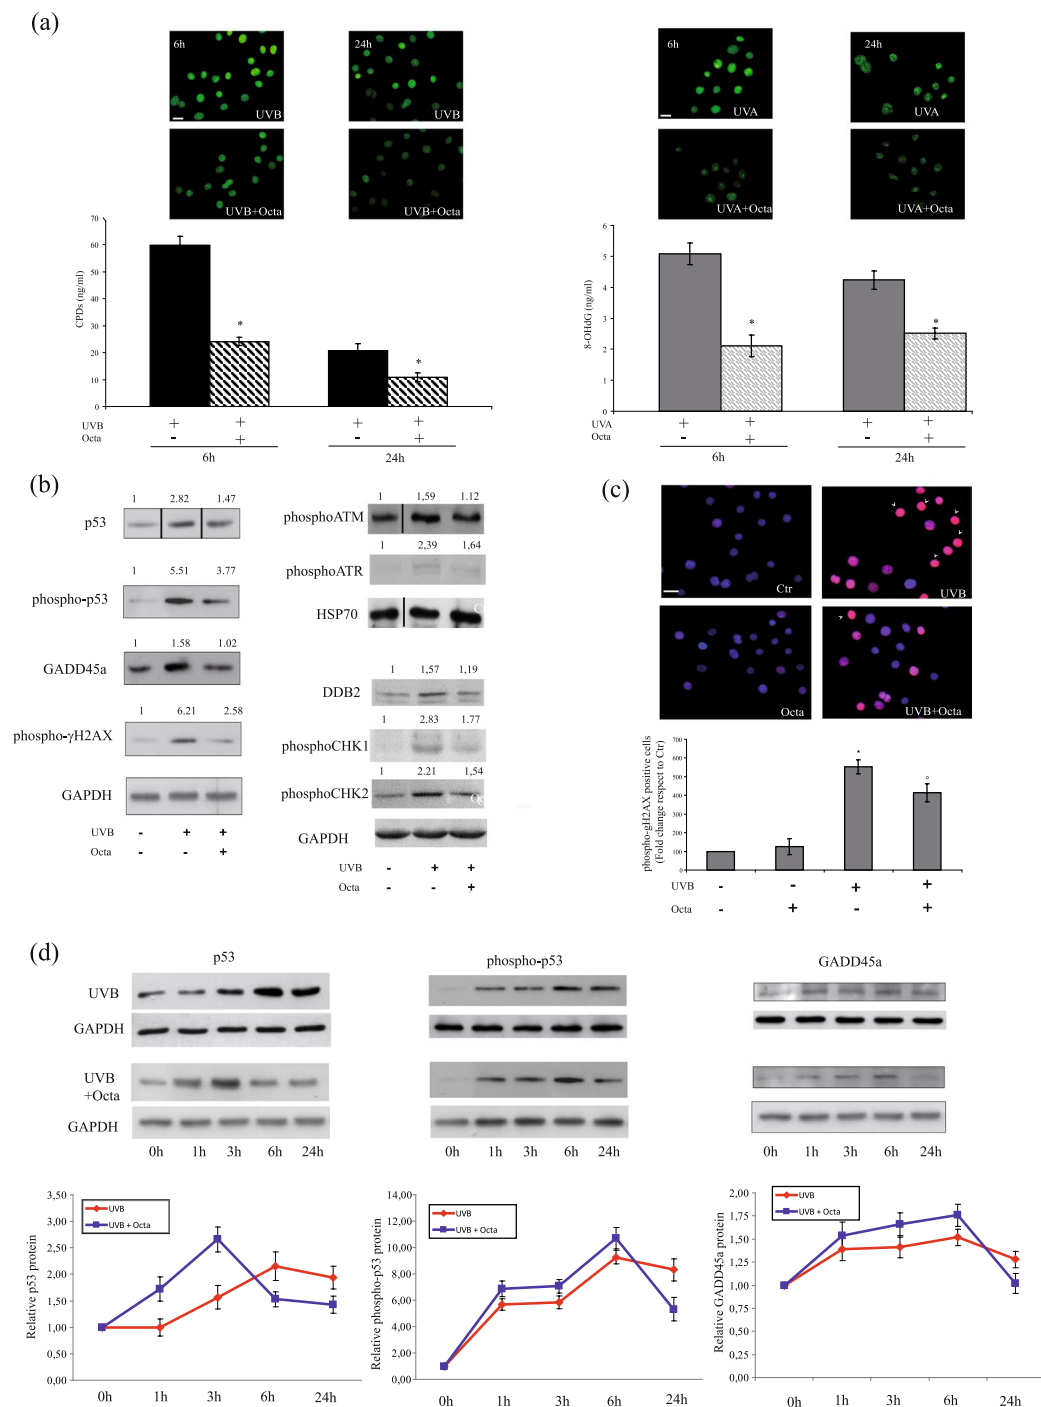 (a)
6h
UVB
24h
UVB
UVB+Octa
UVB+Octa
6h
UVA
24h
UVA
UVA+Octa
UVA+Octa
CPDs (ng/ml)
70
60
50
40
30
20
10
0
* *
UVB + + + +
Octa - + - +
6h 24h
8-OHdG (ng/ml)
6
5
4
3
2
1
0
* *
UVA + + + +
Octa - + - +
6h 24h
(b)
1 2.82 1.47
p53
1 5.51 3.77
phospho-p53
1 1.58 1.02
GADD45a
1 6.21 2.58
phospho-γH2AX
GAPDH
UVB - + +
Octa - - +
1 1,59 1.12
phosphoATM
1 2,39 1,64
phosphoATR
HSP70
1 1,57 1,19
DDB2
1 2.83 1.77
phosphoCHK1
1 2.21 1,54
phosphoCHK2
GAPDH
UVB - + +
Octa - - +
(c)
Ctr
UVB
Octa
UVB+Octa
phospho-gH2AX positive cells
(Fold change respect to Ctr)
700
600
500
400
300
200
100
0
* °
UVB - - + +
Octa - + - +
(d)
p53
UVB
GAPDH
UVB
+Octa
GAPDH
0h 1h 3h 6h 24h
phospho-p53
0h 1h 3h 6h 24h
GADD45a
0h 1h 3h 6h 24h
Relative p53 protein
3,50
3,00
2,50
2,00
1,50
1,00
0,50
0,00
UVB
UVB + Octa
0h 1h 3h 6h 24h
Relative phospho-p53 protein
14,00
12,00
10,00
8,00
6,00
4,00
2,00
0,00
UVB
UVB + Octa
0h 1h 3h 6h 24h
Relative GADD45a protein
2,00
1,75
1,50
1,25
1,00
0,75
0,50
0,25
0,00
UVB
UVB + Octa
0h 1h 3h 6h 24h